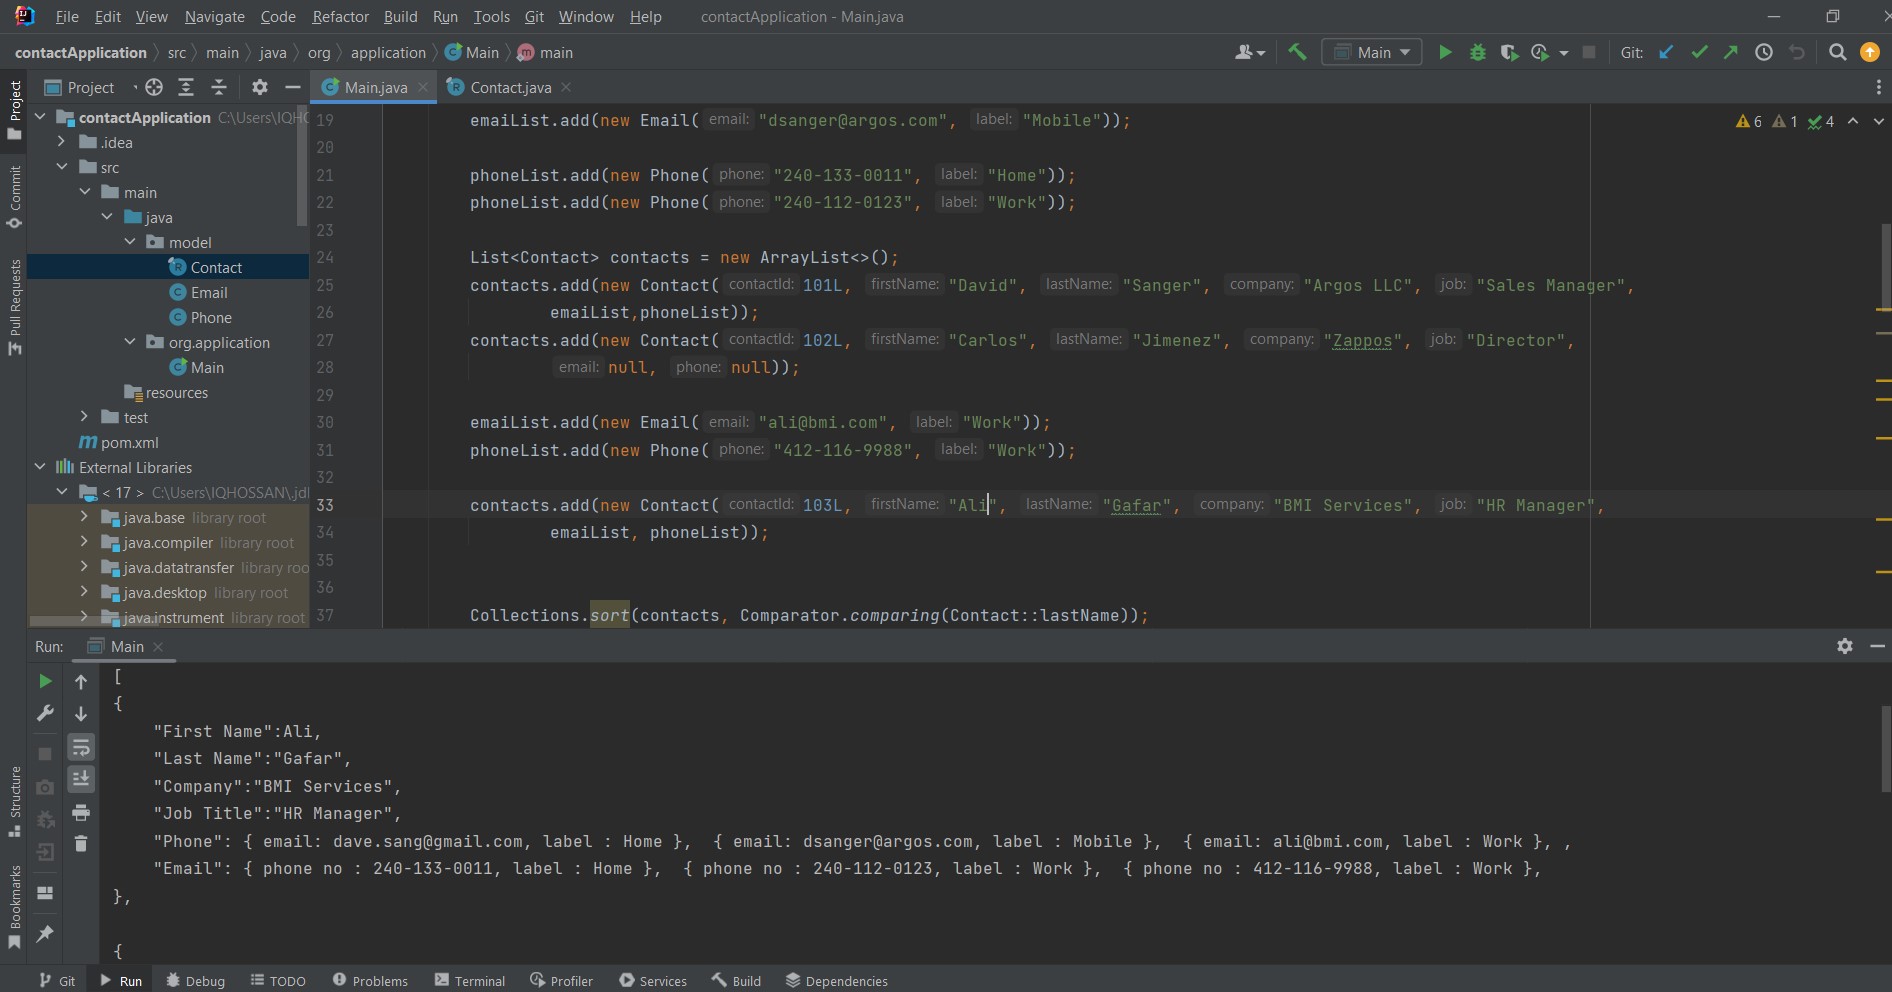 File Edit View Navigate Code Refactor Build Run Tools Git Window Help contactApplication - Main.java
contactApplication src main java org application Main main Main Git:
Project Main.java Contact.java
contactApplication C:\Users\IQHO
.idea
src
main
java
model
Contact
Email
Phone
org.application
Main
resources
test
pom.xml
External Libraries
< 17 > C:\Users\IQHOSSAN\.jd
java.base library root
java.compiler library root
java.datatransfer library roo
java.desktop library root
java.instrument library root
Project
Commit
Pull Requests
Structure
Bookmarks
6 1 4
19 emaiList.add(new Email( email: "dsanger@argos.com", label: "Mobile"));
20
21 phoneList.add(new Phone( phone: "240-133-0011", label: "Home"));
22 phoneList.add(new Phone( phone: "240-112-0123", label: "Work"));
23
24 List<Contact> contacts = new ArrayList<>();
25 contacts.add(new Contact( contactId: 101L, firstName: "David", lastName: "Sanger", company: "Argos LLC", job: "Sales Manager",
26 emaiList,phoneList));
27 contacts.add(new Contact( contactId: 102L, firstName: "Carlos", lastName: "Jimenez", company: "Zappos", job: "Director",
28 email: null, phone: null));
29
30 emaiList.add(new Email( email: "ali@bmi.com", label: "Work"));
31 phoneList.add(new Phone( phone: "412-116-9988", label: "Work"));
32
33 contacts.add(new Contact( contactId: 103L, firstName: "Ali", lastName: "Gafar", company: "BMI Services", job: "HR Manager",
34 emaiList, phoneList));
35
36
37 Collections.sort(contacts, Comparator.comparing(Contact::lastName));
Run: Main
[
{
"First Name":Ali,
"Last Name":"Gafar",
"Company":"BMI Services",
"Job Title":"HR Manager",
"Phone": { email: dave.sang@gmail.com, label : Home }, { email: dsanger@argos.com, label : Mobile }, { email: ali@bmi.com, label : Work }, ,
"Email": { phone no : 240-133-0011, label : Home }, { phone no : 240-112-0123, label : Work }, { phone no : 412-116-9988, label : Work },
},
{
Git Run Debug TODO Problems Terminal Profiler Services Build Dependencies